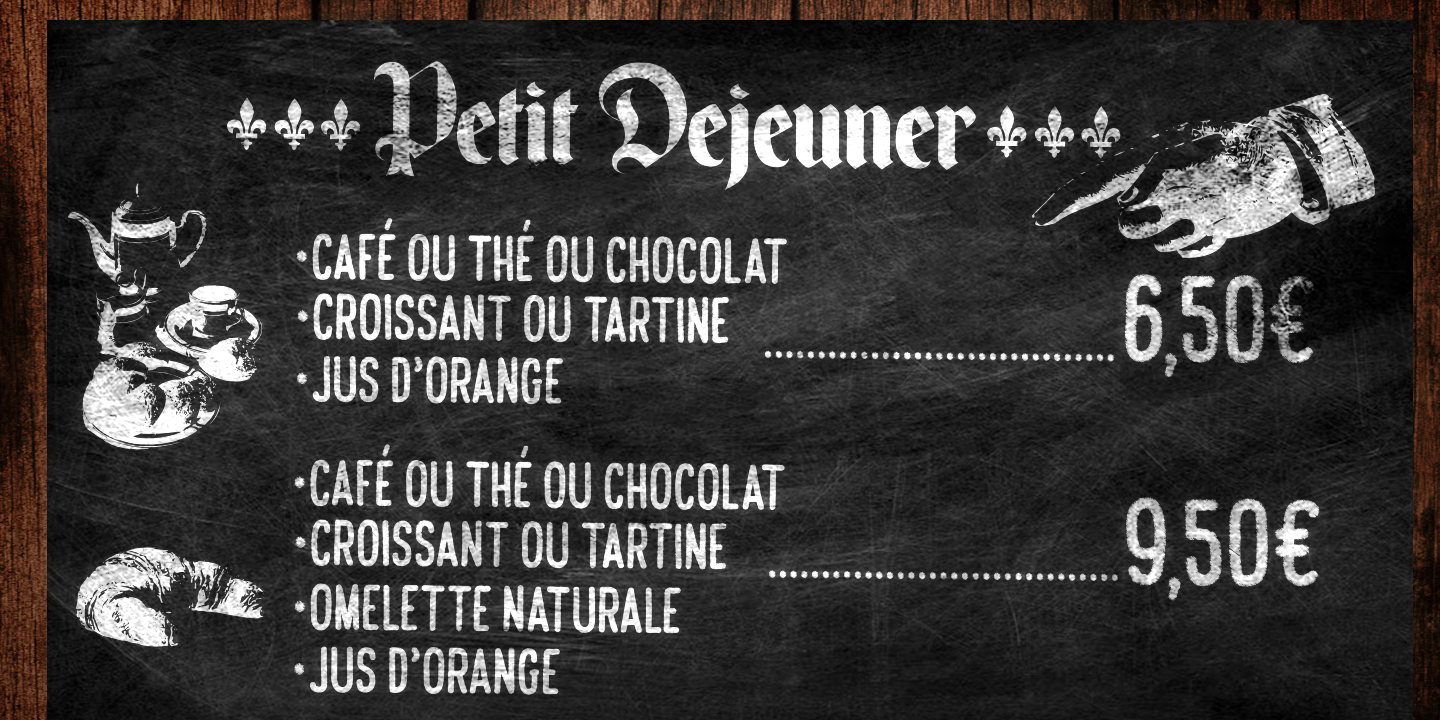 Petit Dejeuner
•CAFÉ OU THÉ OU CHOCOLAT
•CROISSANT OU TARTINE
•JUS D’ORANGE
6,50€
•CAFÉ OU THÉ OU CHOCOLAT
•CROISSANT OU TARTINE
•OMELETTE NATURALE
•JUS D’ORANGE
9,50€